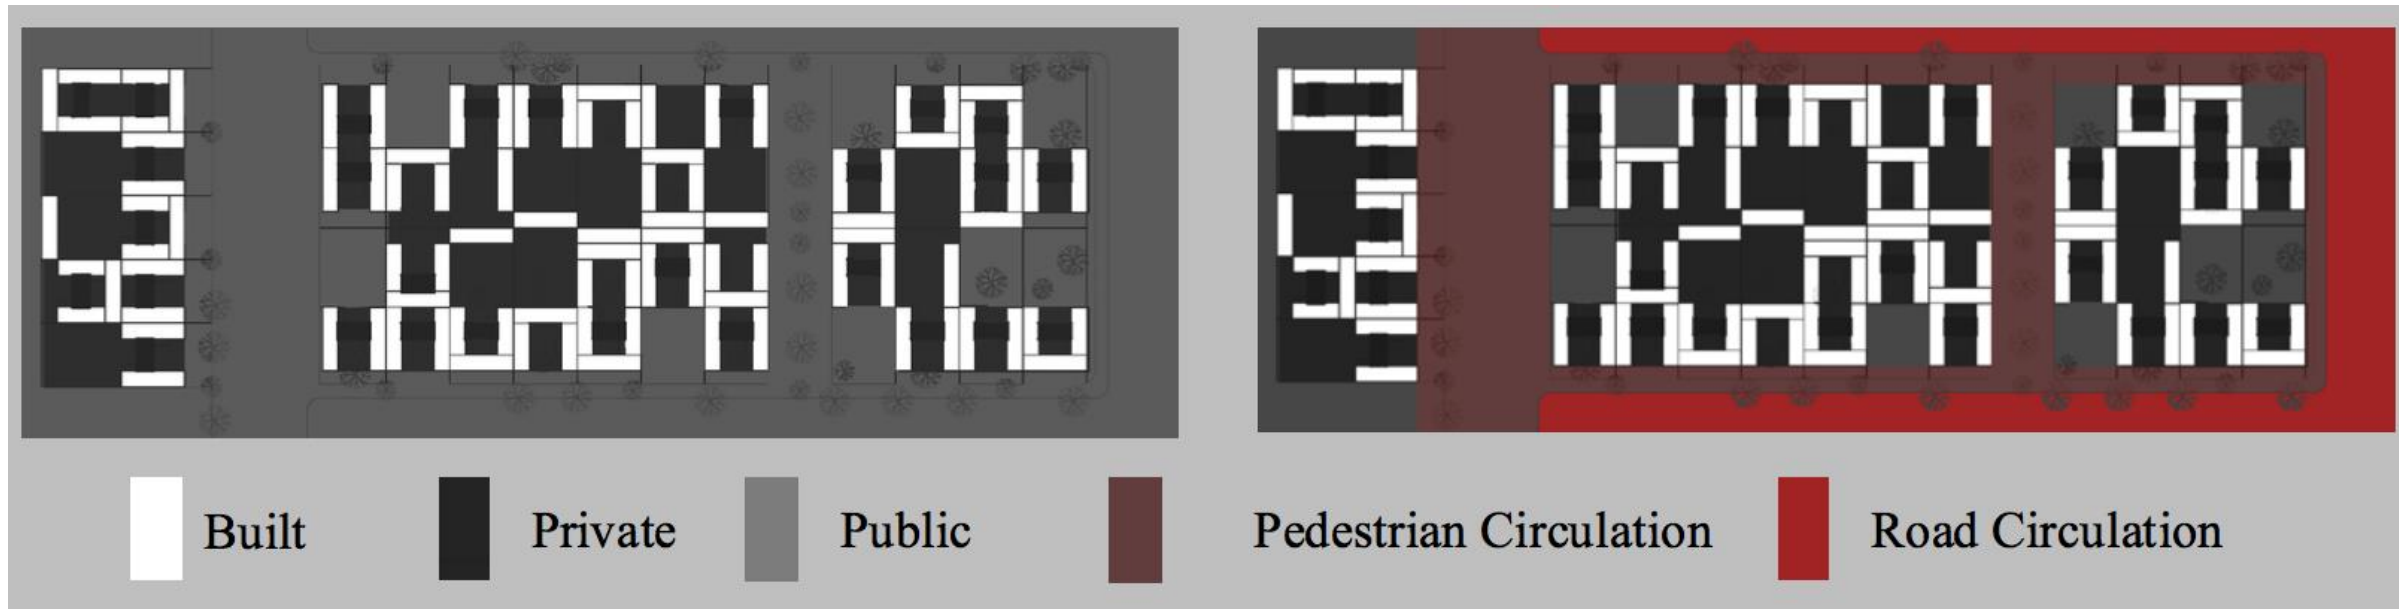 Built
Private
Public
Pedestrian Circulation
Road Circulation